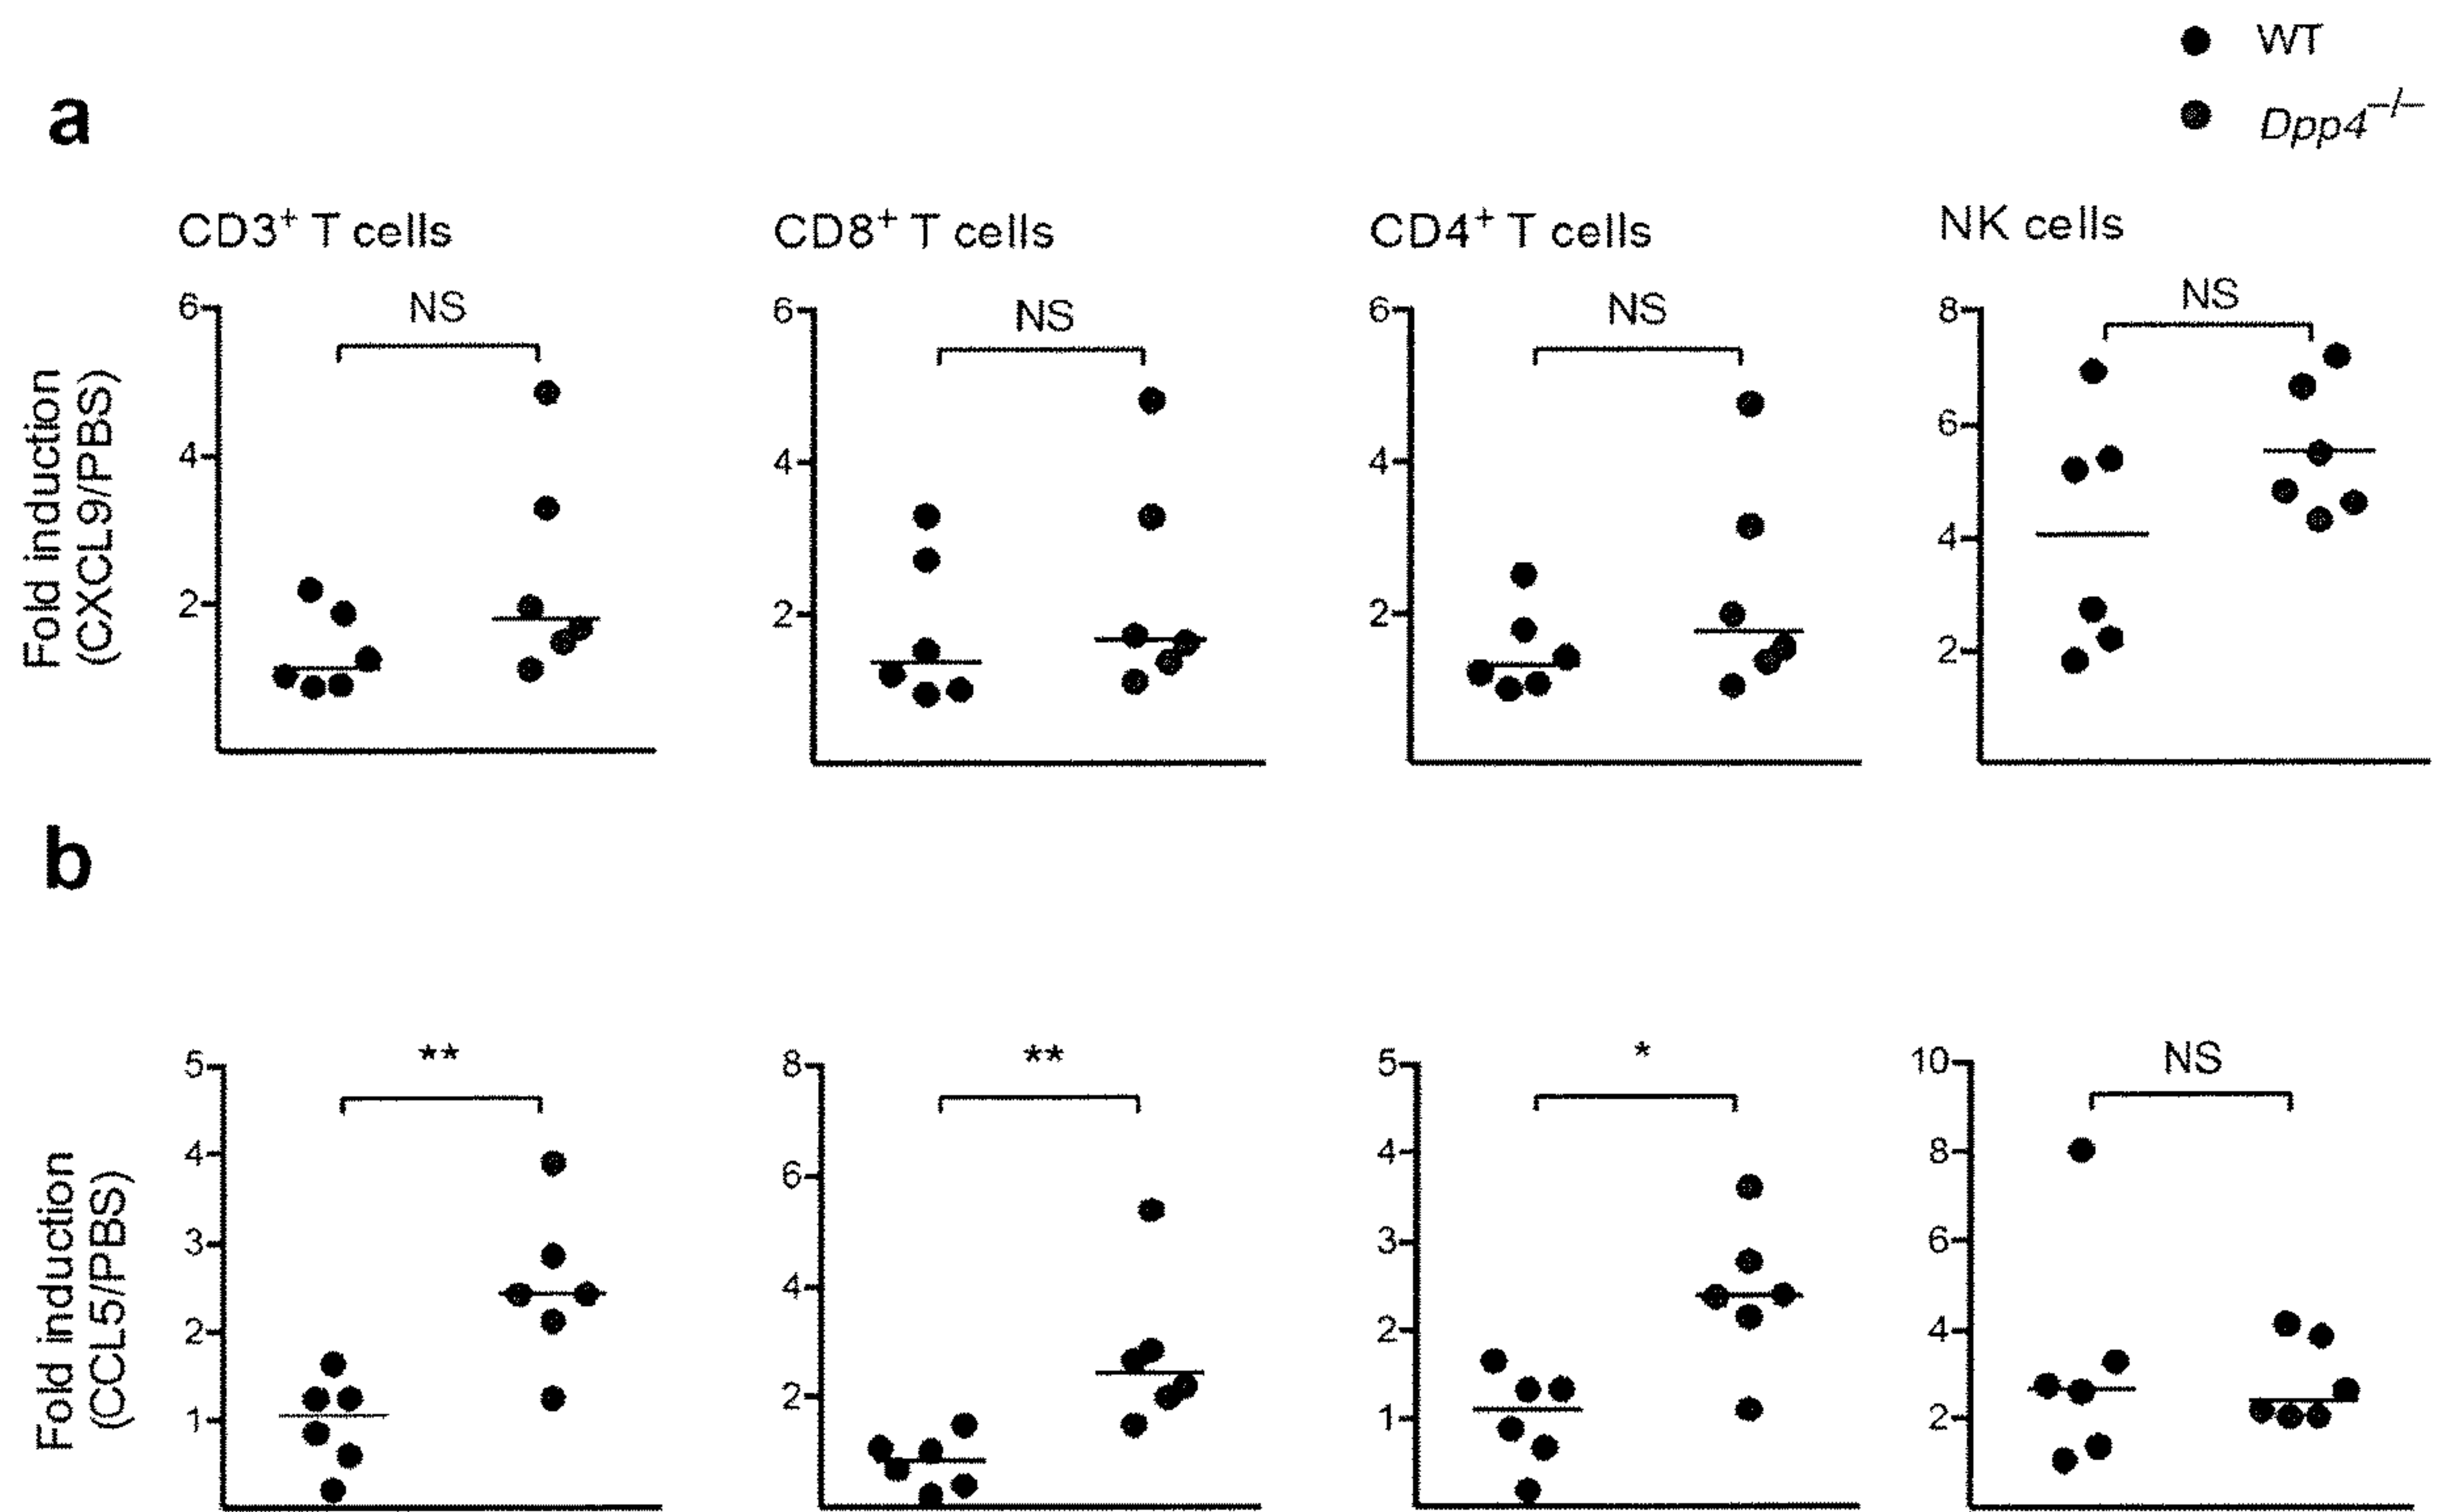 WT
a
Dpp4−/−
CD3+ T cells
CD8+ T cells
CD4+ T cells
NK cells
Fold induction
(CXCL9/PBS)
6
4
2
NS
6
4
2
NS
6
4
2
NS
8
6
4
2
NS
b
Fold induction
(CCL5/PBS)
5
4
3
2
1
**
8
6
4
2
**
5
4
3
2
1
*
10
8
6
4
2
NS